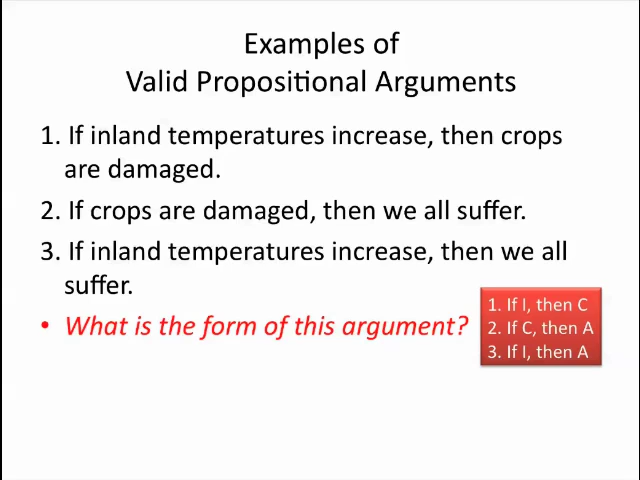 Examples of
Valid Propositional Arguments
1. If inland temperatures increase, then crops
are damaged.
2. If crops are damaged, then we all suffer.
3. If inland temperatures increase, then we all
suffer.
• What is the form of this argument?
1. If I, then C
2. If C, then A
3. If I, then A